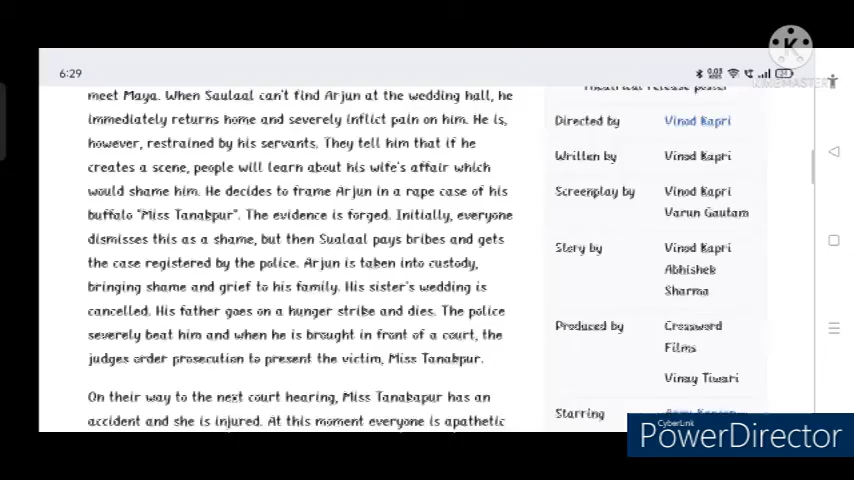 6:29
meet Maya. When Saulaal can't find Arjun at the wedding hall, he
immediately returns home and severely inflict pain on him. He is,
however, restrained by his servants. They tell him that if he
creates a scene, people will learn about his wife's affair which
would shame him. He decides to frame Arjun in a rape case of his
buffalo "Miss Tanakpur". The evidence is forged. Initially, everyone
dismisses this as a shame, but then Sualaal pays bribes and gets
the case registered by the police. Arjun is taken into custody,
bringing shame and grief to his family. His sister's wedding is
cancelled. His father goes on a hunger strike and dies. The police
severely beat him and when he is brought in front of a court, the
judges order prosecution to present the victim, Miss Tanakpur.
On their way to the next court hearing, Miss Tanakapur has an
accident and she is injured. At this moment everyone is apathetic
Theatrical release poster
Directed by Vinod Kapri
Written by Vinod Kapri
Screenplay by Vinod Kapri
Varun Gautam
Story by Vinod Kapri
Abhishek
Sharma
Produced by Crossword
Films
Vinay Tiwari
Starring
K
KINEMASTER
CyberLink
PowerDirector